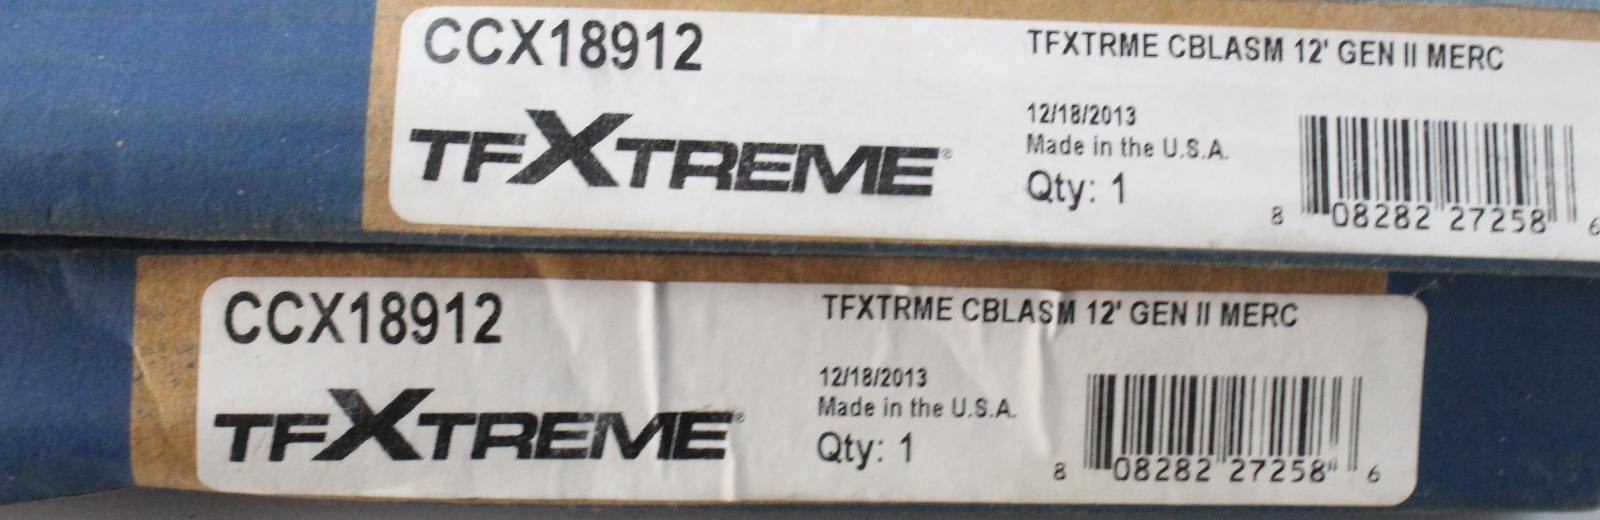 CCX18912
TFXTRME CBLASM 12' GEN II MERC
TFXTREME®
12/18/2013
Made in the U.S.A.
Qty: 1
8 08282 27258 6
CCX18912
TFXTRME CBLASM 12' GEN II MERC
TFXTREME®
12/18/2013
Made in the U.S.A.
Qty: 1
8 08282 27258 6